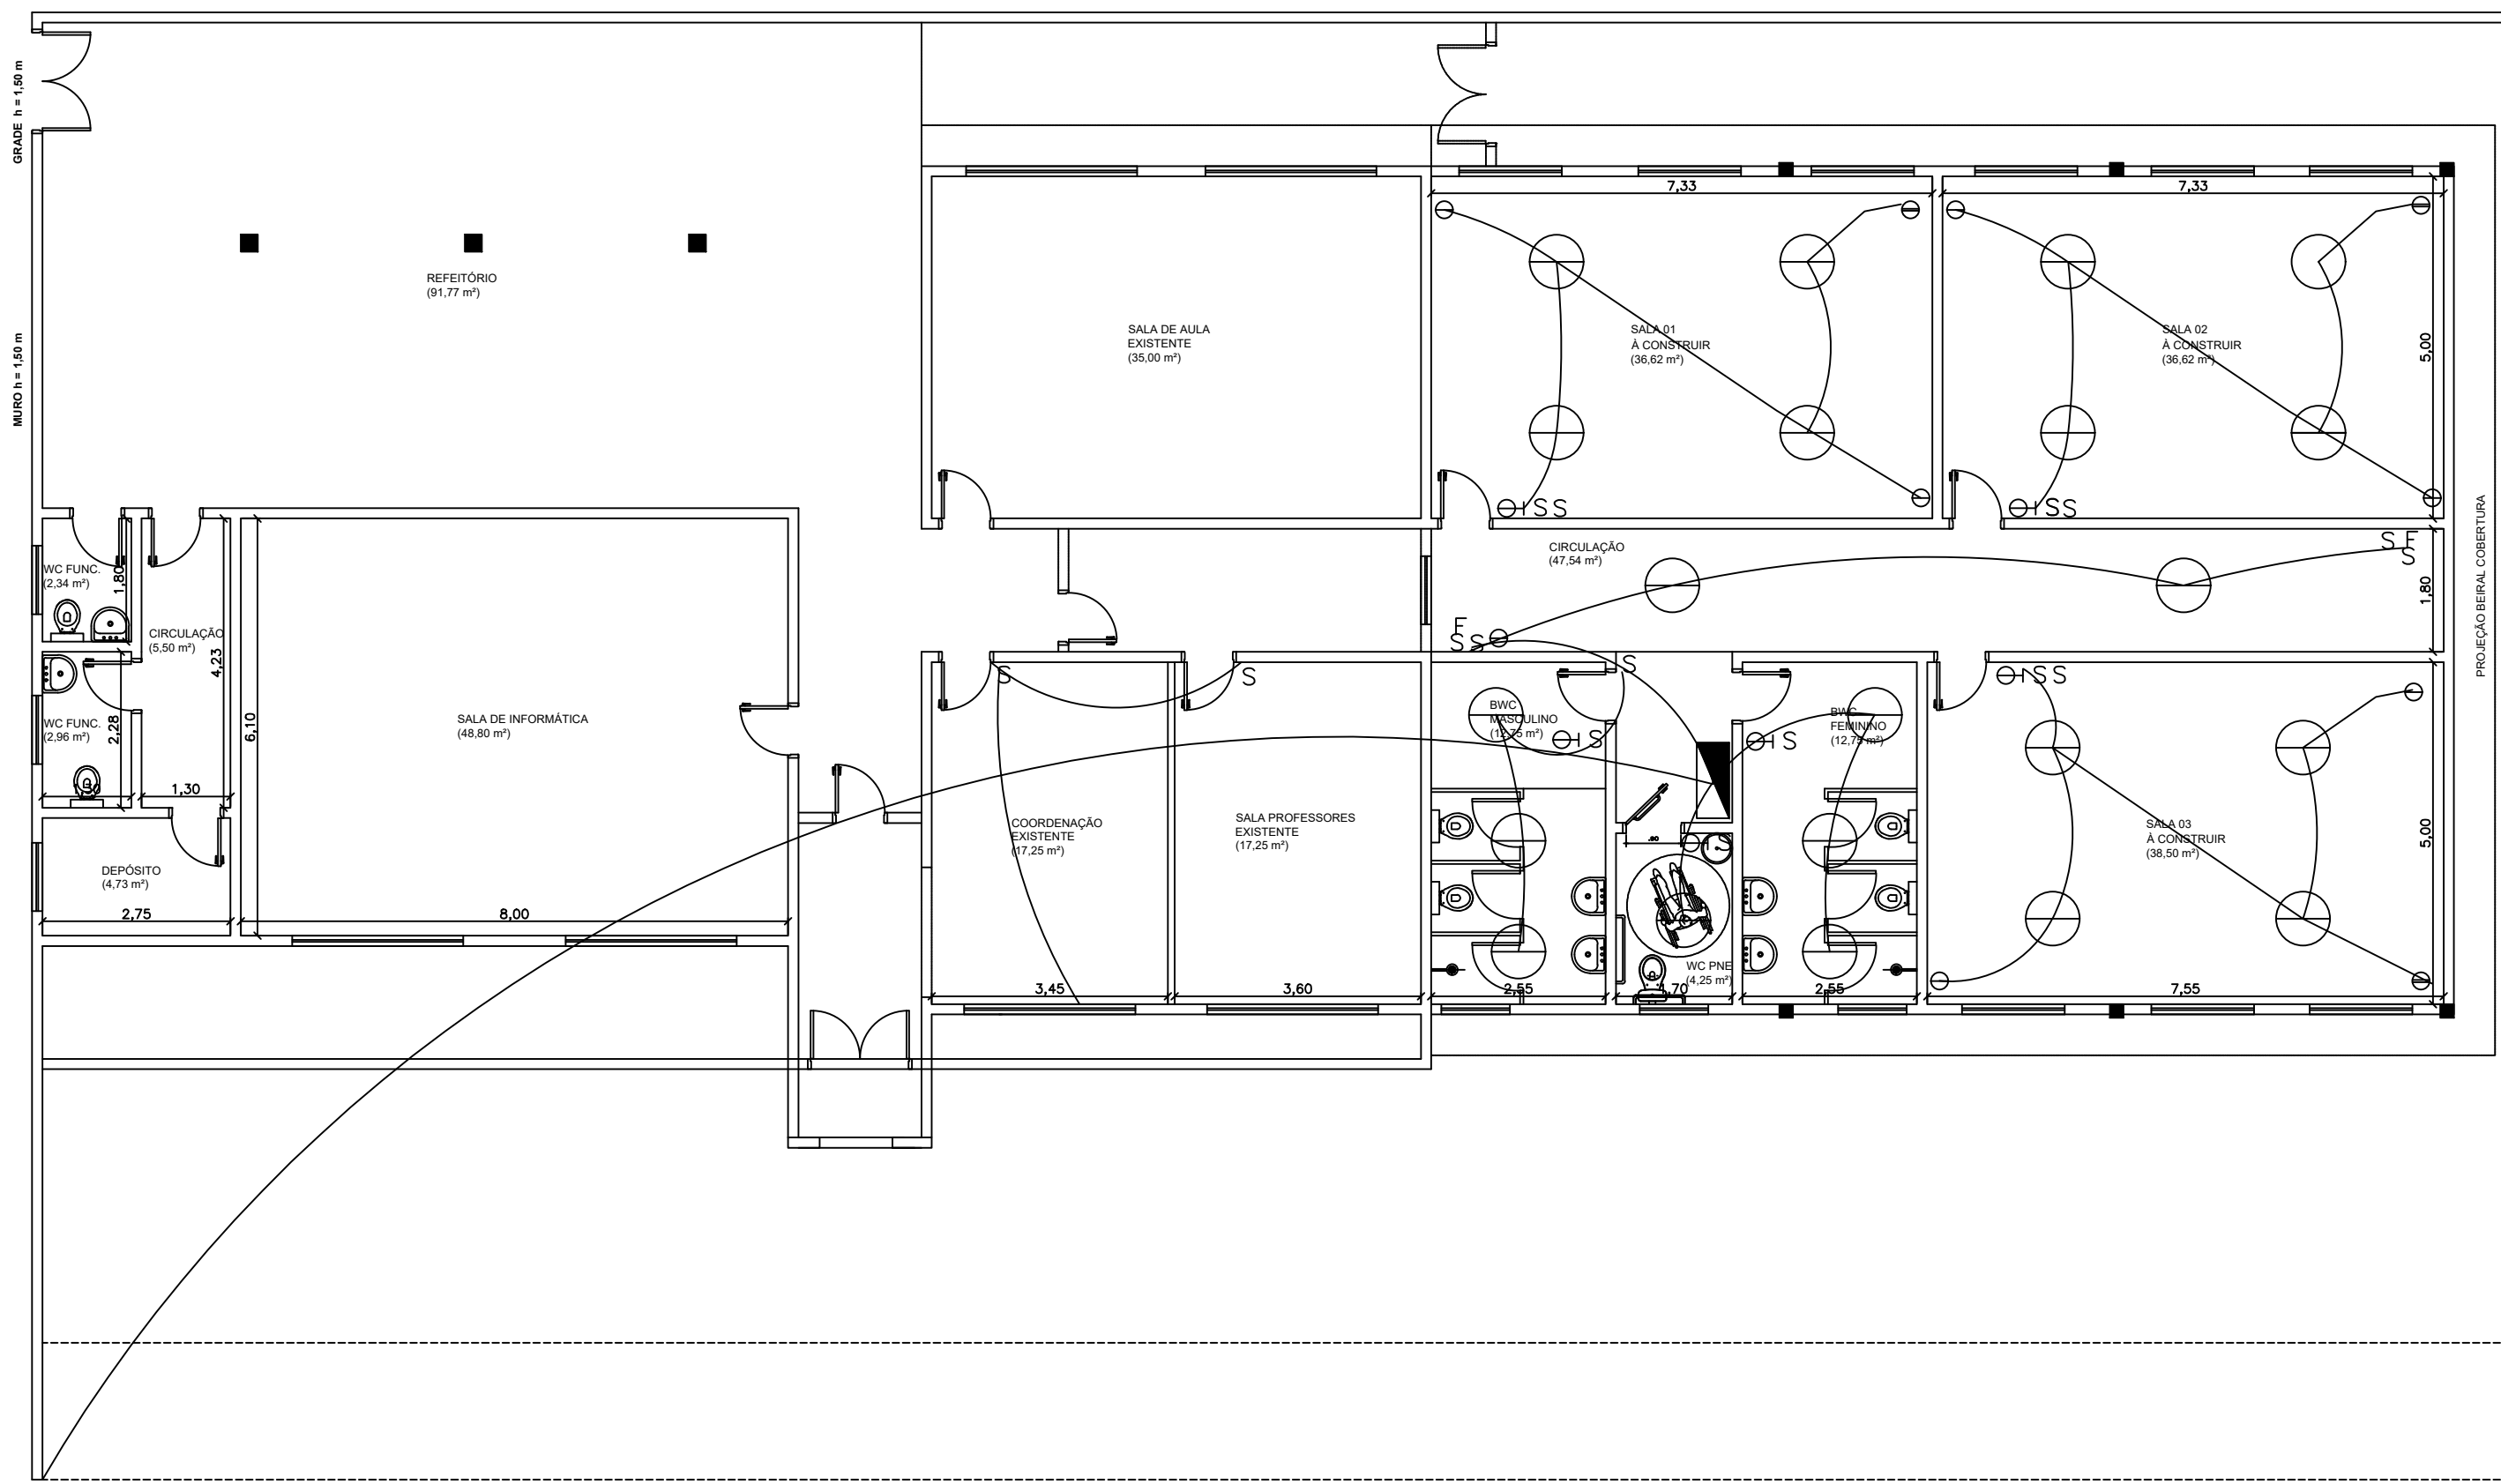 GRADE h = 1,50 m
MURO h = 1,50 m
REFEITÓRIO
(91,77 m²)
SALA DE AULA
EXISTENTE
(35,00 m²)
7,33
SALA 01
À CONSTRUIR
(36,62 m²)
7,33
SALA 02
À CONSTRUIR
(36,62 m²)
5,00
S S
S S
PROJEÇÃO BEIRAL COBERTURA
CIRCULAÇÃO
(47,54 m²)
S F
S
1,80
F
S S
WC FUNC.
(2,34 m²)
1,80
CIRCULAÇÃO
(5,50 m²)
4,23
WC FUNC.
(2,96 m²)
2,28
1,30
6,10
SALA DE INFORMÁTICA
(48,80 m²)
8,00
DEPÓSITO
(4,73 m²)
2,75
S
S
COORDENAÇÃO
EXISTENTE
(17,25 m²)
3,45
SALA PROFESSORES
EXISTENTE
(17,25 m²)
3,60
S
BWC
MASCULINO
(12,75 m²)
S
2,55
.60
S
WC PNE
(4,25 m²)
1,70
BWC
FEMININO
(12,75 m²)
S
2,55
S S
SALA 03
À CONSTRUIR
(38,50 m²)
5,00
7,55